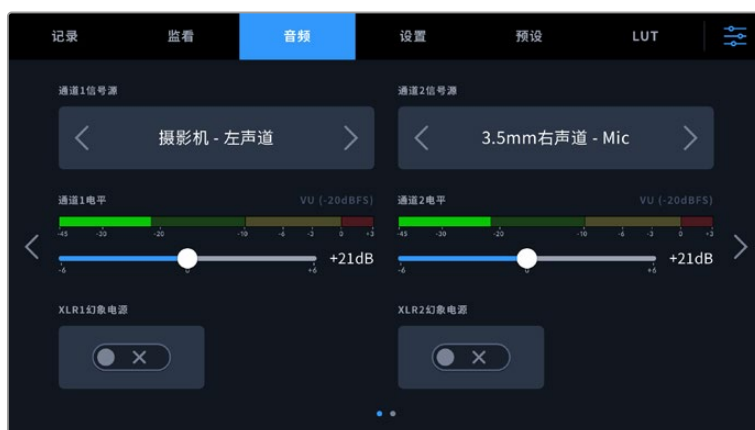 记录 监看 音频 设置 预设 LUT
通道1信号源 通道2信号源
摄影机 - 左声道 3.5mm右声道 - Mic
通道1电平 VU (-20dBFS) 通道2电平 VU (-20dBFS)
-45 -30 -20 -10 -6 -3 0 +3 -45 -30 -20 -10 -6 -3 0 +3
+21dB +21dB
-6 0 +6 -6 0 +6
XLR1幻象电源 XLR2幻象电源